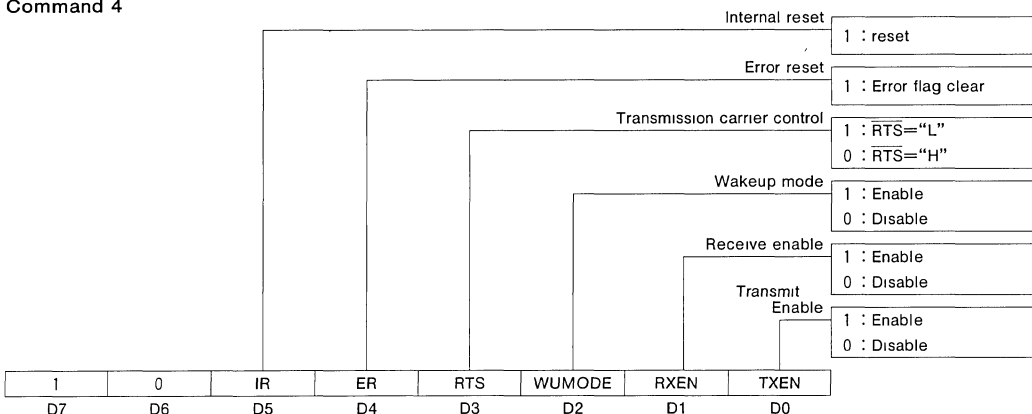 Command 4
Internal reset
1 : reset
Error reset
1 : Error flag clear
Transmission carrier control
1 : R̅T̅S̅="L"
0 : R̅T̅S̅="H"
Wakeup mode
1 : Enable
0 : Disable
Receive enable
1 : Enable
0 : Disable
Transmit
Enable
1 : Enable
0 : Disable
1 0 IR ER RTS WUMODE RXEN TXEN
D7 D6 D5 D4 D3 D2 D1 D0